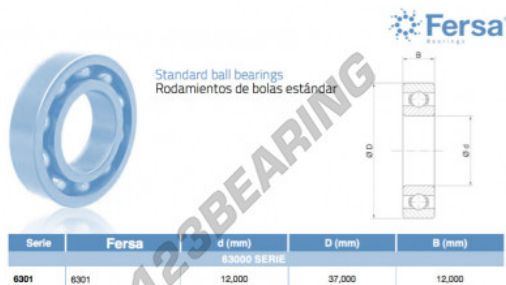 Fersa
Bearings
Standard ball bearings
Rodamientos de bolas estándar
B
Ø D
Ø d
123BEARING
Serie Fersa d (mm) D (mm) B (mm)
63000 SERIE
6301 6301 12,000 37,000 12,000